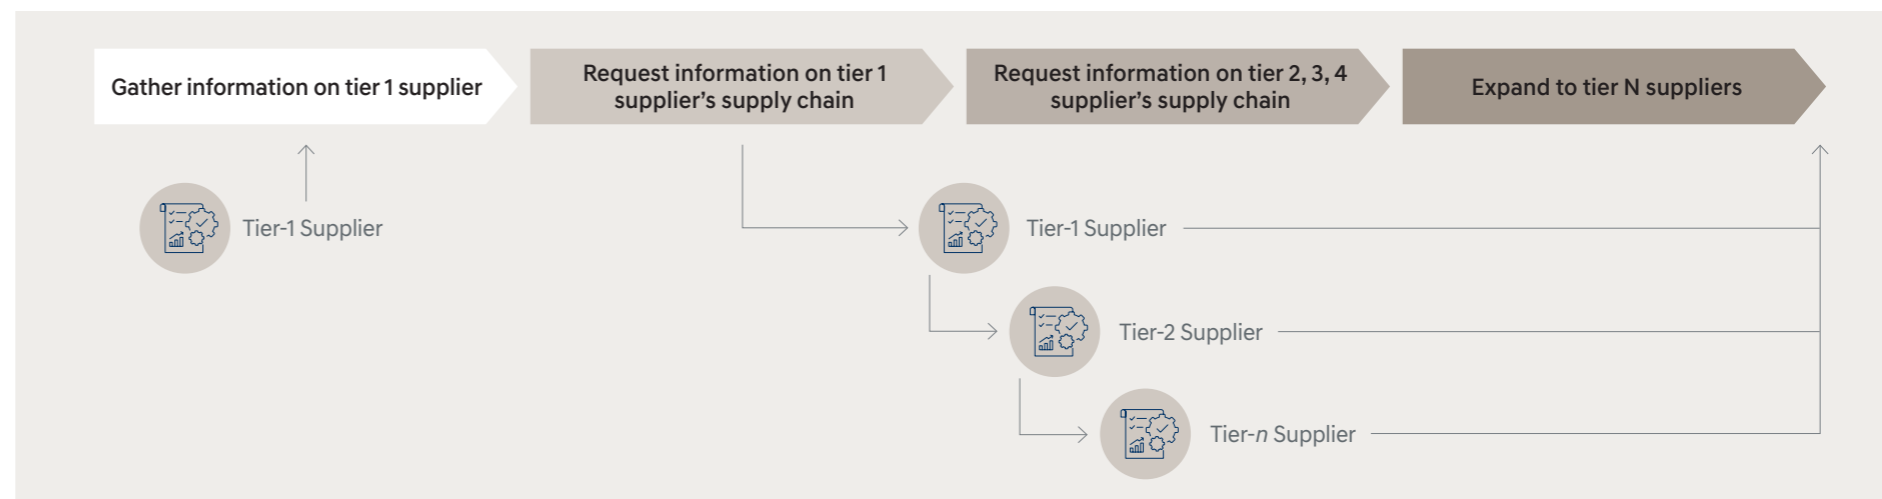 Gather information on tier 1 supplier
Request information on tier 1
supplier’s supply chain
Request information on tier 2, 3, 4
supplier’s supply chain
Expand to tier N suppliers
Tier-1 Supplier
Tier-1 Supplier
Tier-2 Supplier
Tier-n Supplier